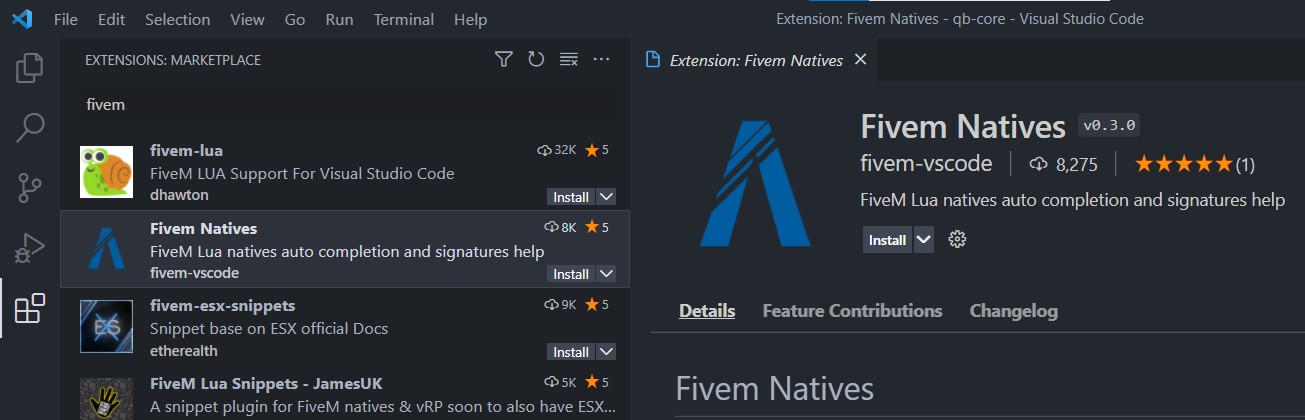 File Edit Selection View Go Run Terminal Help
Extension: Fivem Natives - qb-core - Visual Studio Code
EXTENSIONS: MARKETPLACE
fivem
fivem-lua 32K 5
FiveM LUA Support For Visual Studio Code
dhawton Install
Fivem Natives 8K 5
FiveM Lua natives auto completion and signatures help
fivem-vscode Install
fivem-esx-snippets 9K 5
Snippet base on ESX official Docs
etherealth Install
FiveM Lua Snippets - JamesUK 5K 5
A snippet plugin for FiveM natives & vRP soon to also have ESX...
ES
Extension: Fivem Natives
Fivem Natives v0.3.0
fivem-vscode 8,275 (1)
FiveM Lua natives auto completion and signatures help
Install
Details Feature Contributions Changelog
Fivem Natives